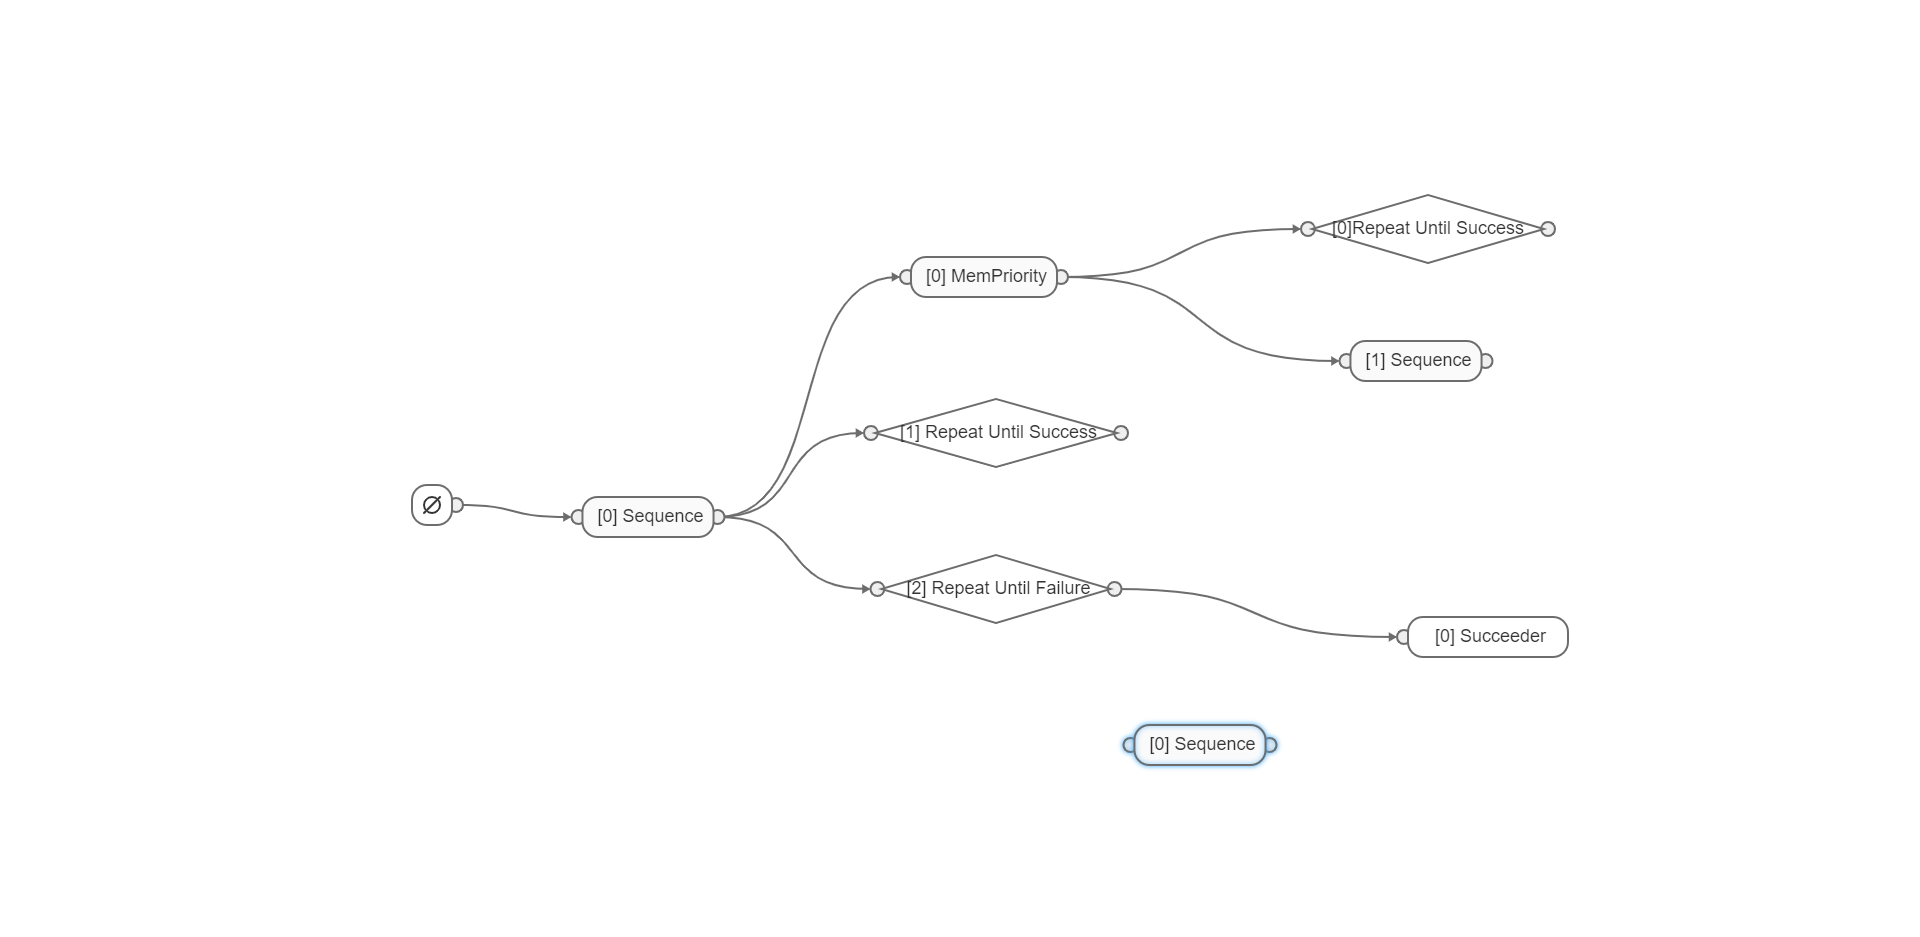 [0]Repeat Until Success
[0] MemPriority
[1] Sequence
[1] Repeat Until Success
∅
[0] Sequence
[2] Repeat Until Failure
[0] Succeeder
[0] Sequence